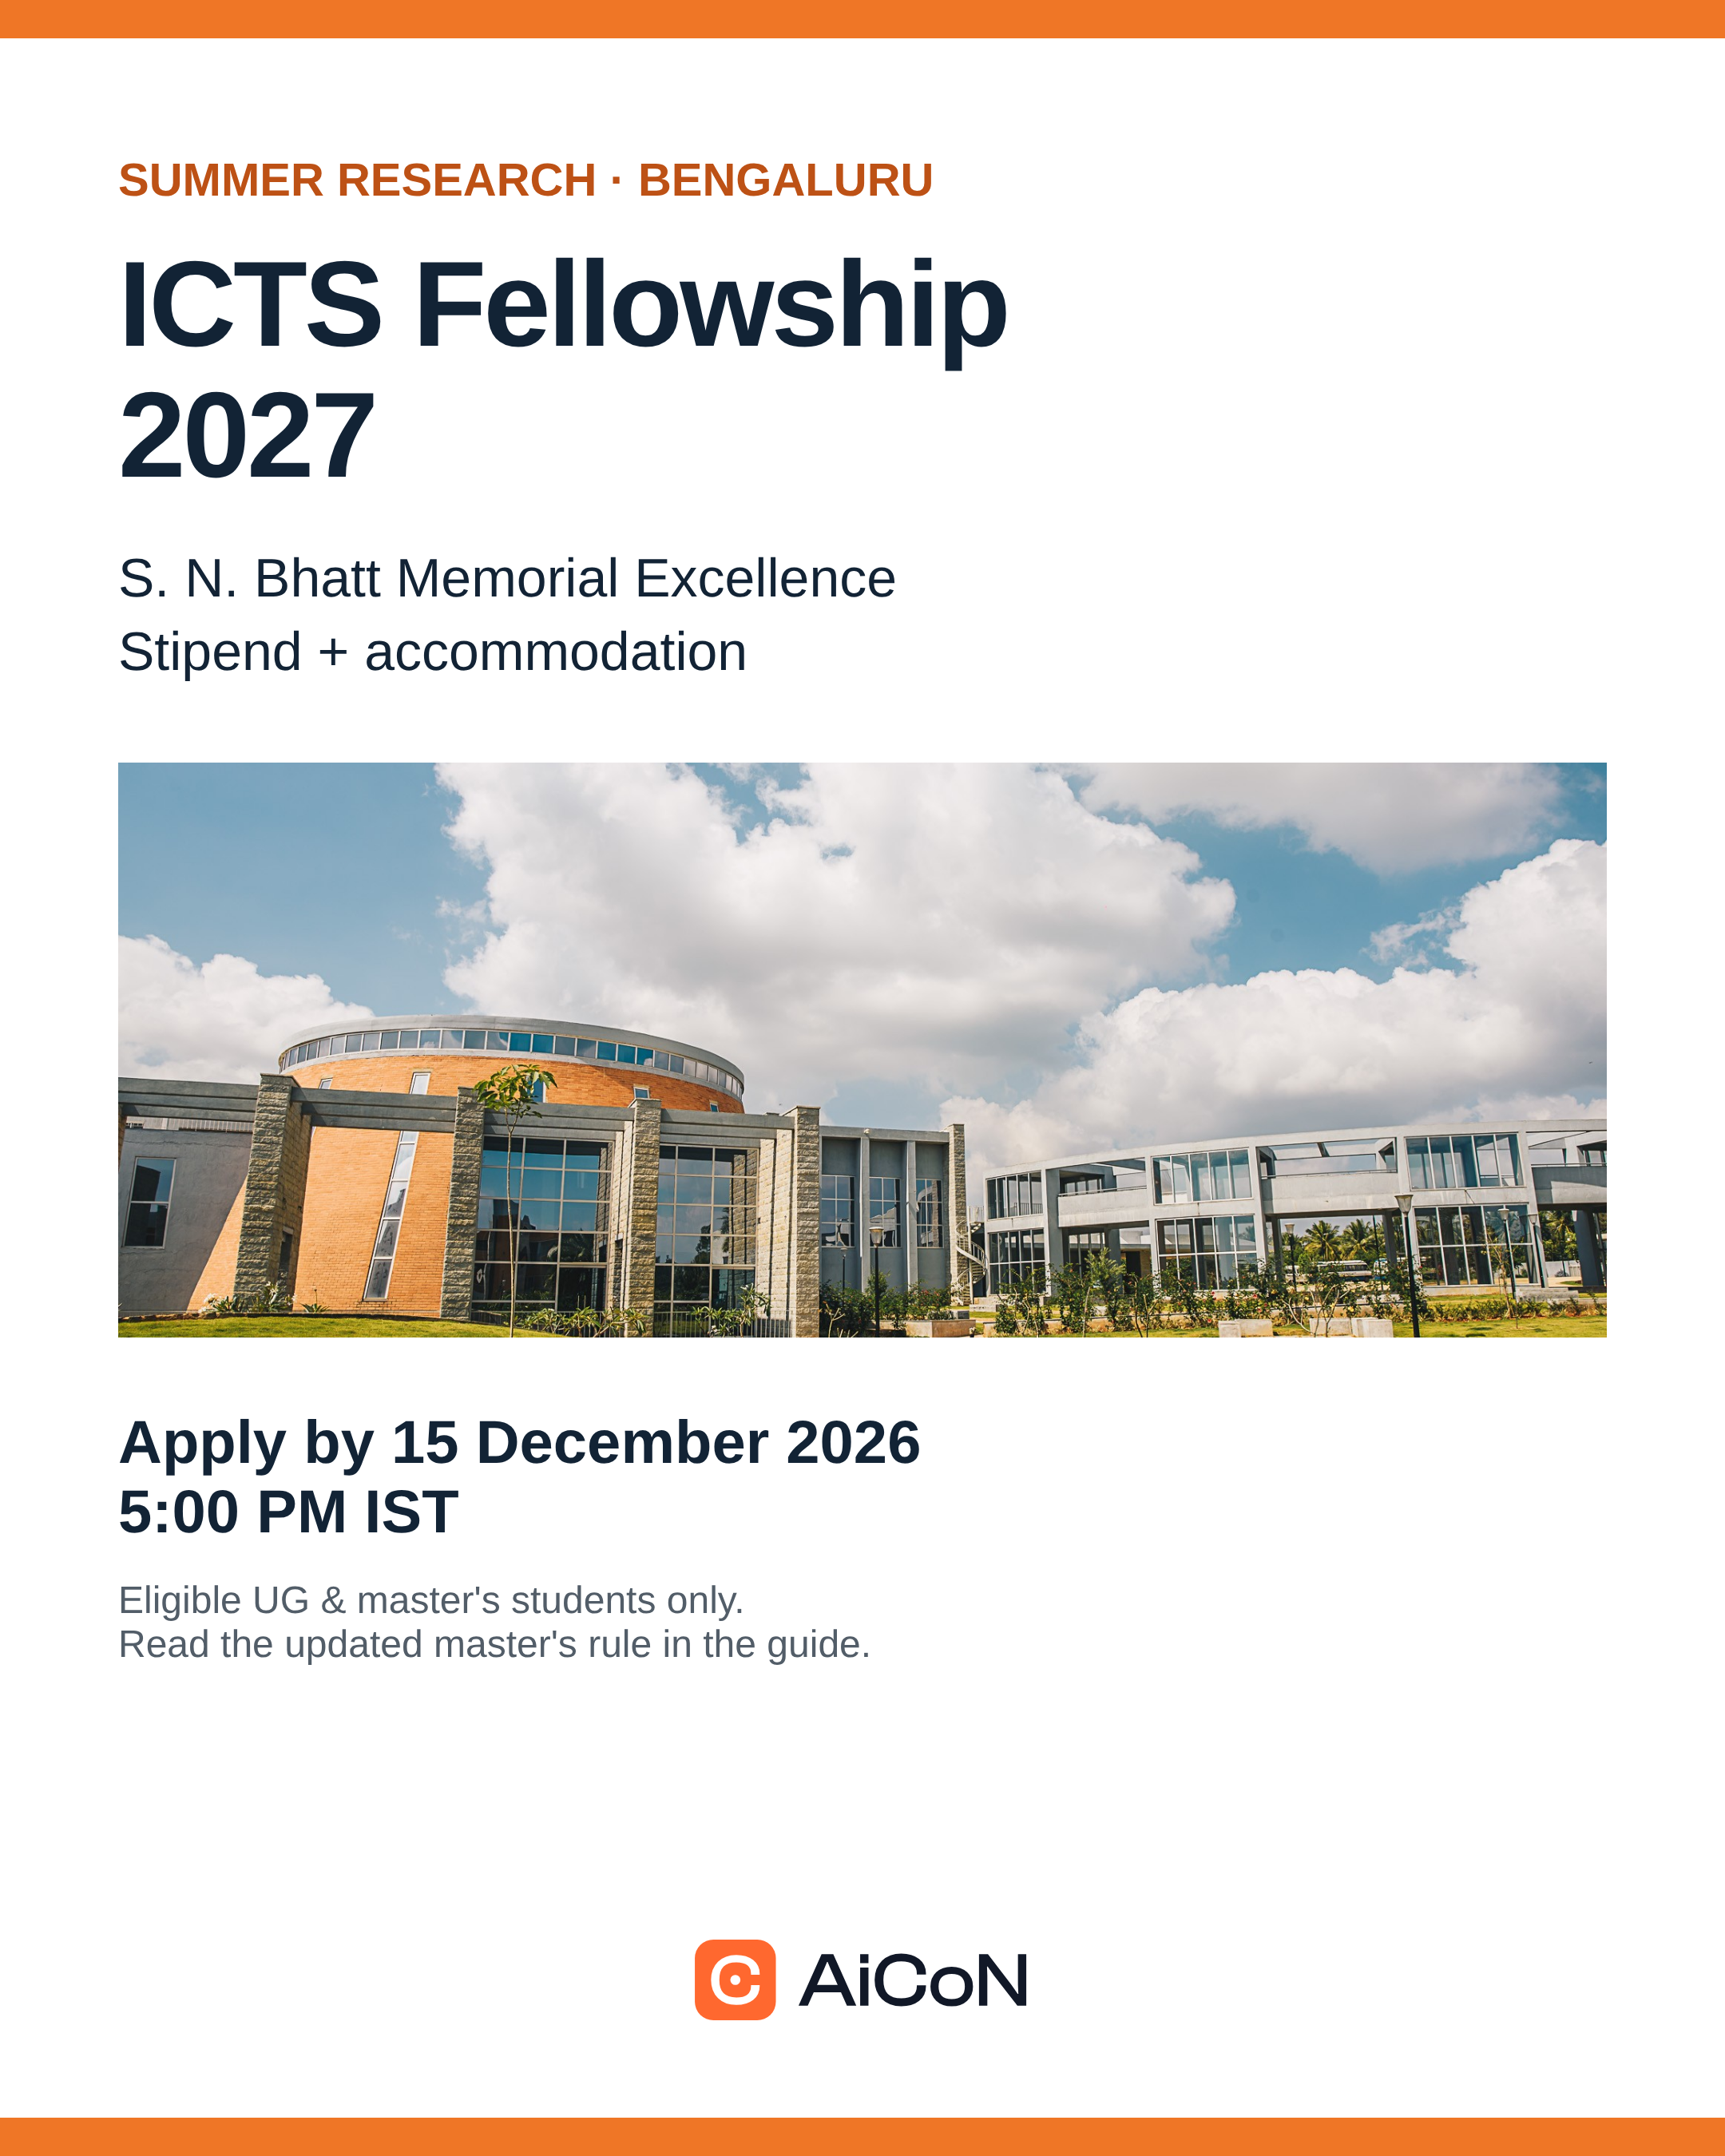 SUMMER RESEARCH · BENGALURU
ICTS Fellowship
2027
S. N. Bhatt Memorial Excellence
Stipend + accommodation
Apply by 15 December 2026
5:00 PM IST
Eligible UG & master's students only.
Read the updated master's rule in the guide.
AiCoN